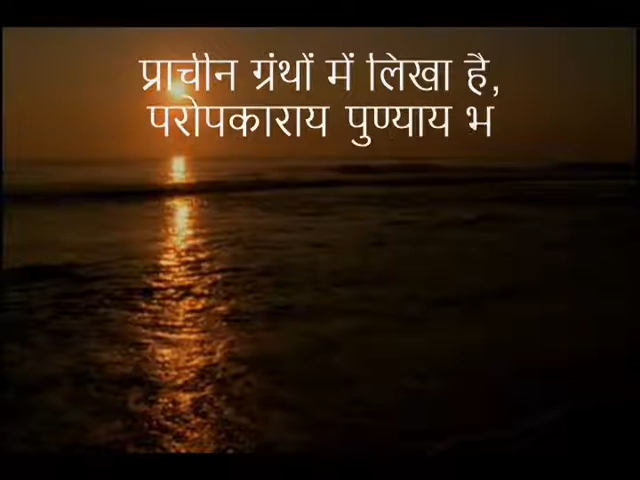 प्राचीन ग्रंथों में लिखा है,
परोपकाराय पुण्याय भ